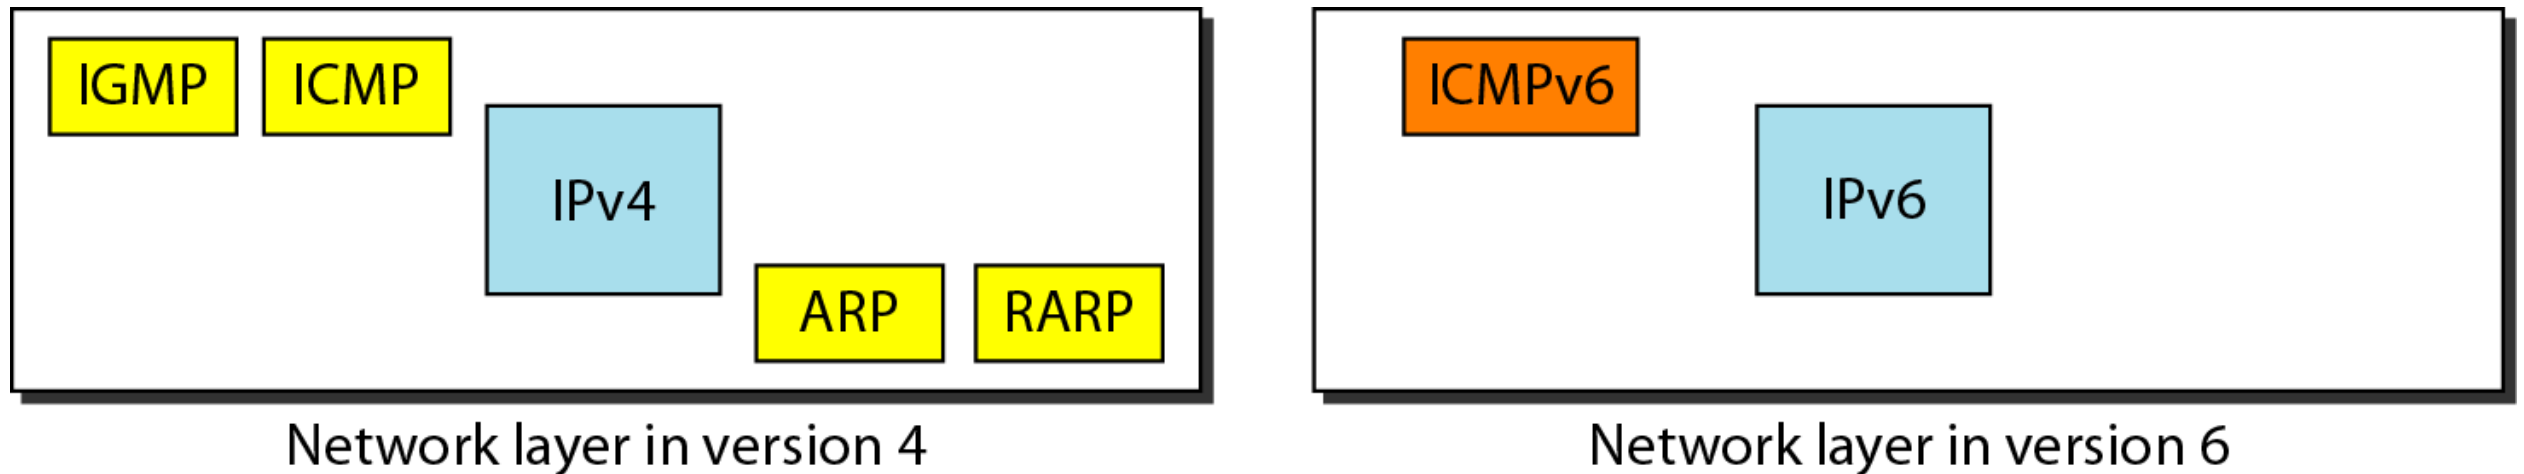 IGMP
ICMP
IPv4
ARP
RARP
Network layer in version 4
ICMPv6
IPv6
Network layer in version 6